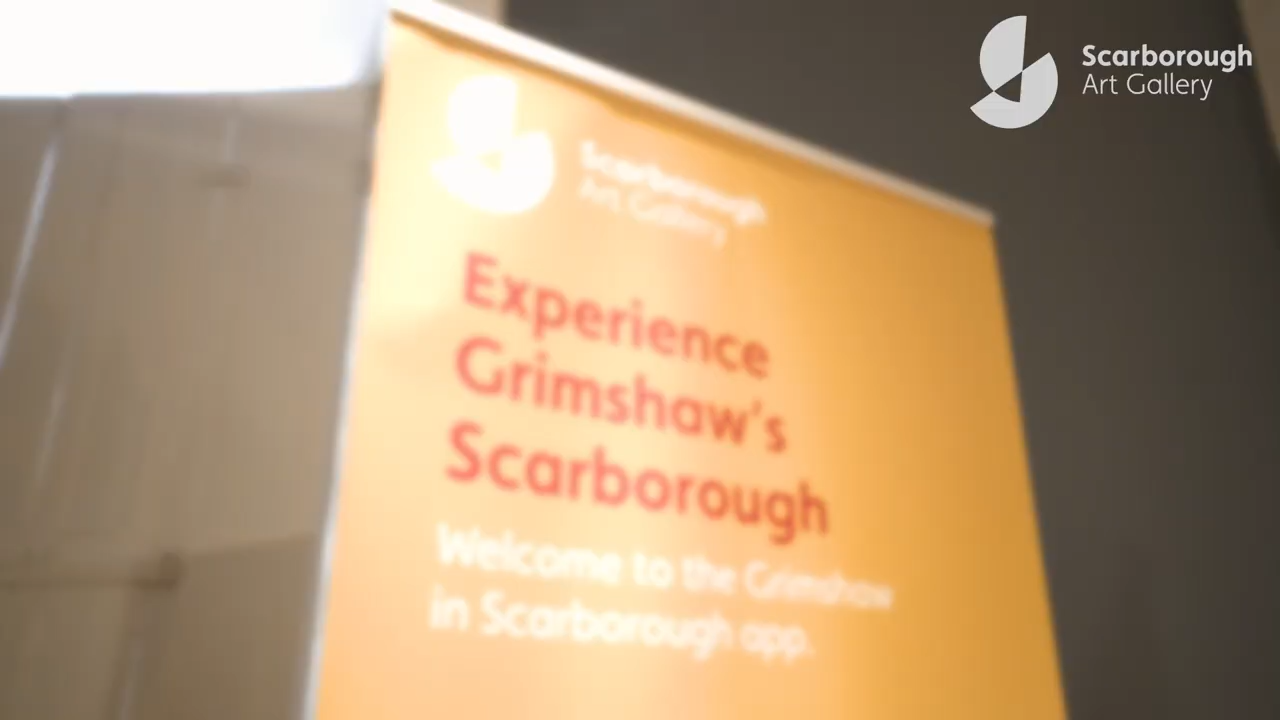 Scarborough
Art Gallery
Scarborough
Art Gallery
Experience
Grimshaw's
Scarborough
Welcome to the Grimshaw
in Scarborough app.